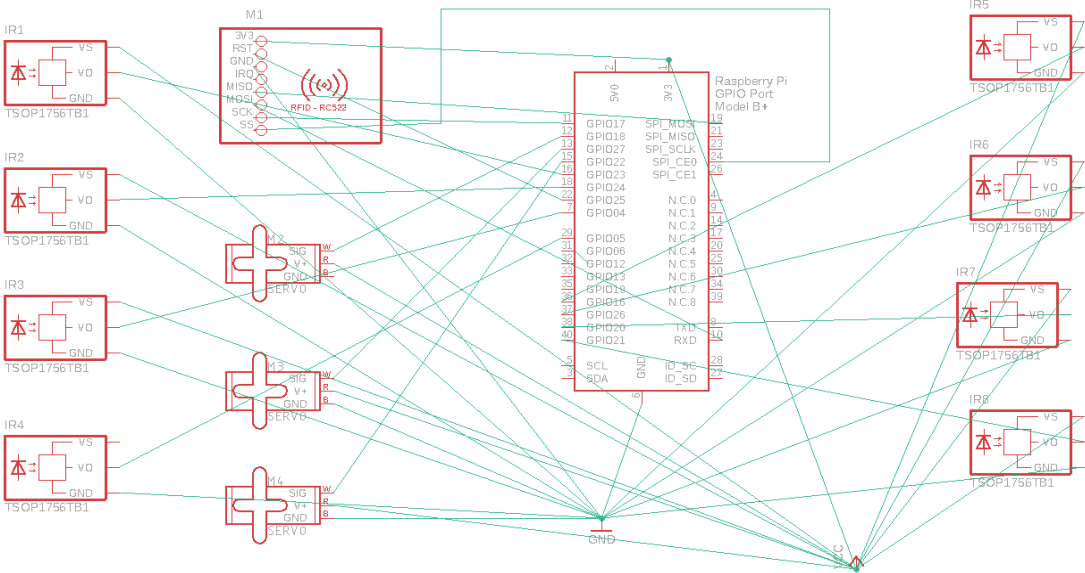 IR1
VS
VO
GND
TSOP1756TB1
IR2
VS
VO
GND
TSOP1756TB1
IR3
VS
VO
GND
TSOP1756TB1
IR4
VS
VO
GND
TSOP1756TB1
M1
3V3
RST
GND
IRQ
MISO
MOSI
SCK
SS
RFID - RC522
M2
SIG W
V+ R
GND B
SERVO
M3
SIG W
V+ R
GND B
SERVO
M4
SIG W
V+ R
GND B
SERVO
2 1
5V0 3V3
Raspberry Pi
GPIO Port
Model B+
11 GPIO17 SPI_MOSI 19
12 GPIO18 SPI_MISO 21
13 GPIO27 SPI_SCLK 23
15 GPIO22 SPI_CE0 24
16 GPIO23 SPI_CE1 26
18 GPIO24
22 GPIO25 N.C.0 4
7 GPIO04 N.C.1 9
N.C.2 14
29 GPIO05 N.C.3 17
31 GPIO06 N.C.4 20
32 GPIO12 N.C.5 25
33 GPIO13 N.C.6 30
35 GPIO19 N.C.7 34
36 GPIO16 N.C.8 39
37 GPIO26
38 GPIO20 TXD 8
40 GPIO21 RXD 10
5 SCL ID_SC 28
3 SDA ID_SD 27
GND
6
GND
VCC
IR5
VS
VO
GND
TSOP1756TB1
IR6
VS
VO
GND
TSOP1756TB1
IR7
VS
VO
GND
TSOP1756TB1
IR8
VS
VO
GND
TSOP1756TB1